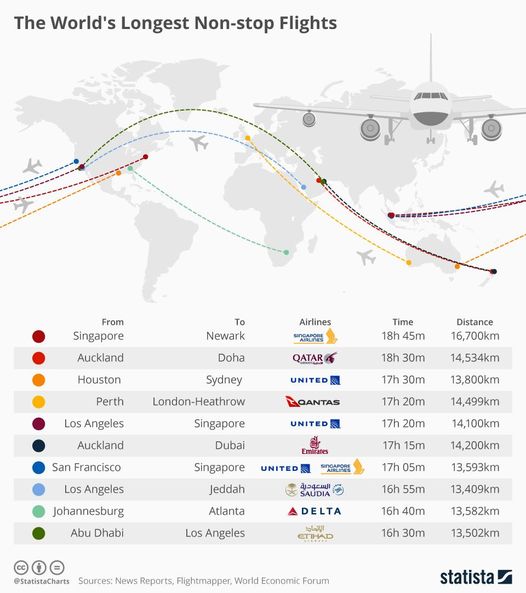 The World's Longest Non-stop Flights
From To Airlines Time Distance
Singapore Newark SINGAPORE AIRLINES 18h 45m 16,700km
Auckland Doha QATAR 18h 30m 14,534km
Houston Sydney UNITED 17h 30m 13,800km
Perth London-Heathrow QANTAS 17h 20m 14,499km
Los Angeles Singapore UNITED 17h 20m 14,100km
Auckland Dubai Emirates 17h 15m 14,200km
San Francisco Singapore UNITED SINGAPORE AIRLINES 17h 05m 13,593km
Los Angeles Jeddah السعودية SAUDIA 16h 55m 13,409km
Johannesburg Atlanta DELTA 16h 40m 13,582km
Abu Dhabi Los Angeles ETIHAD 16h 30m 13,502km
@StatistaCharts Sources: News Reports, Flightmapper, World Economic Forum
statista